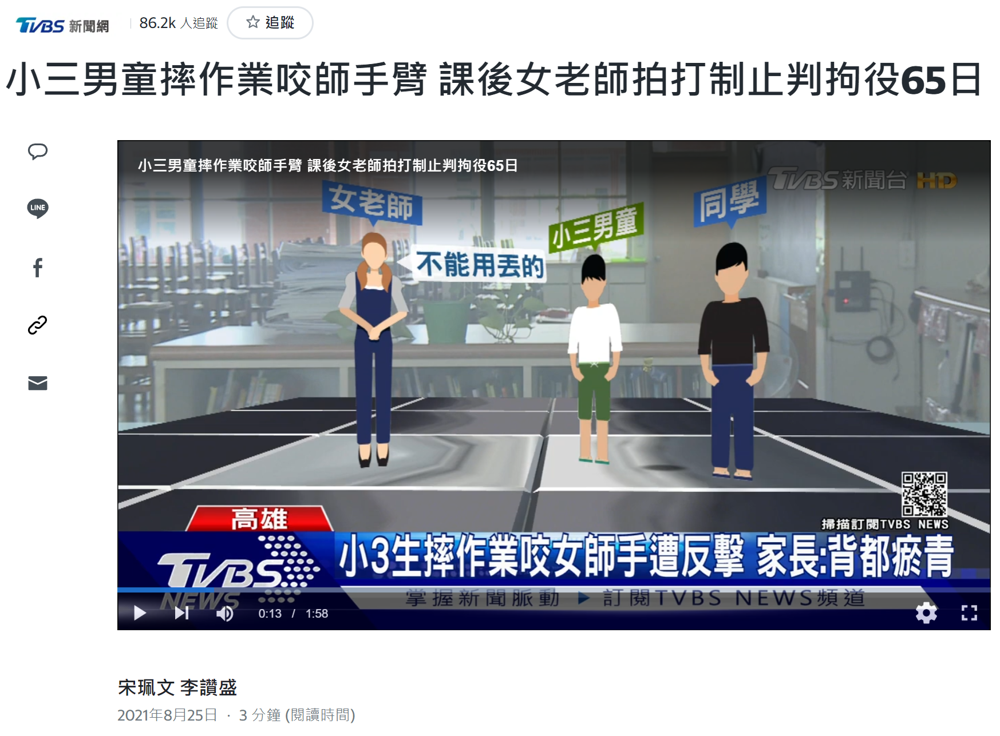 TVBS 新聞網
86.2k 人追蹤
追蹤
小三男童摔作業咬師手臂 課後女老師拍打制止判拘役65日
小三男童摔作業咬師手臂 課後女老師拍打制止判拘役65日
TVBS新聞台 HD
女老師
小三男童
同學
不能用丟的
LINE
掃描訂閱TVBS NEWS
高雄
小3生摔作業咬女師手遭反擊 家長:背都瘀青
TVBS NEWS
掌握新聞脈動 ▶ 訂閱TVBS NEWS頻道
0:13 / 1:58
宋珮文 李讚盛
2021年8月25日 · 3 分鐘 (閱讀時間)